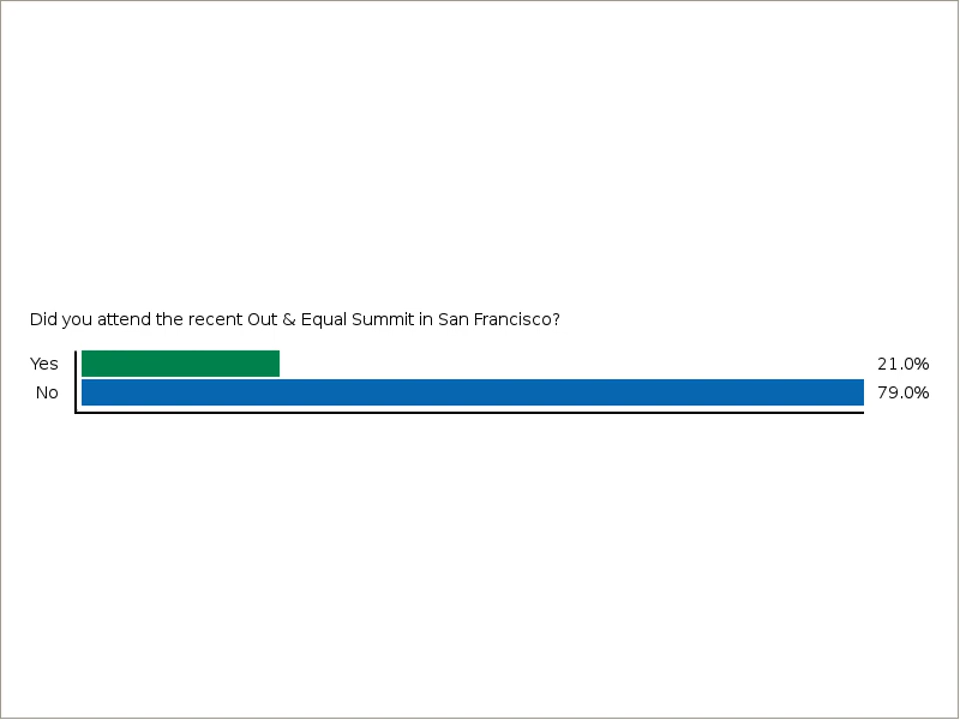 Did you attend the recent Out & Equal Summit in San Francisco?
Yes 21.0%
No 79.0%